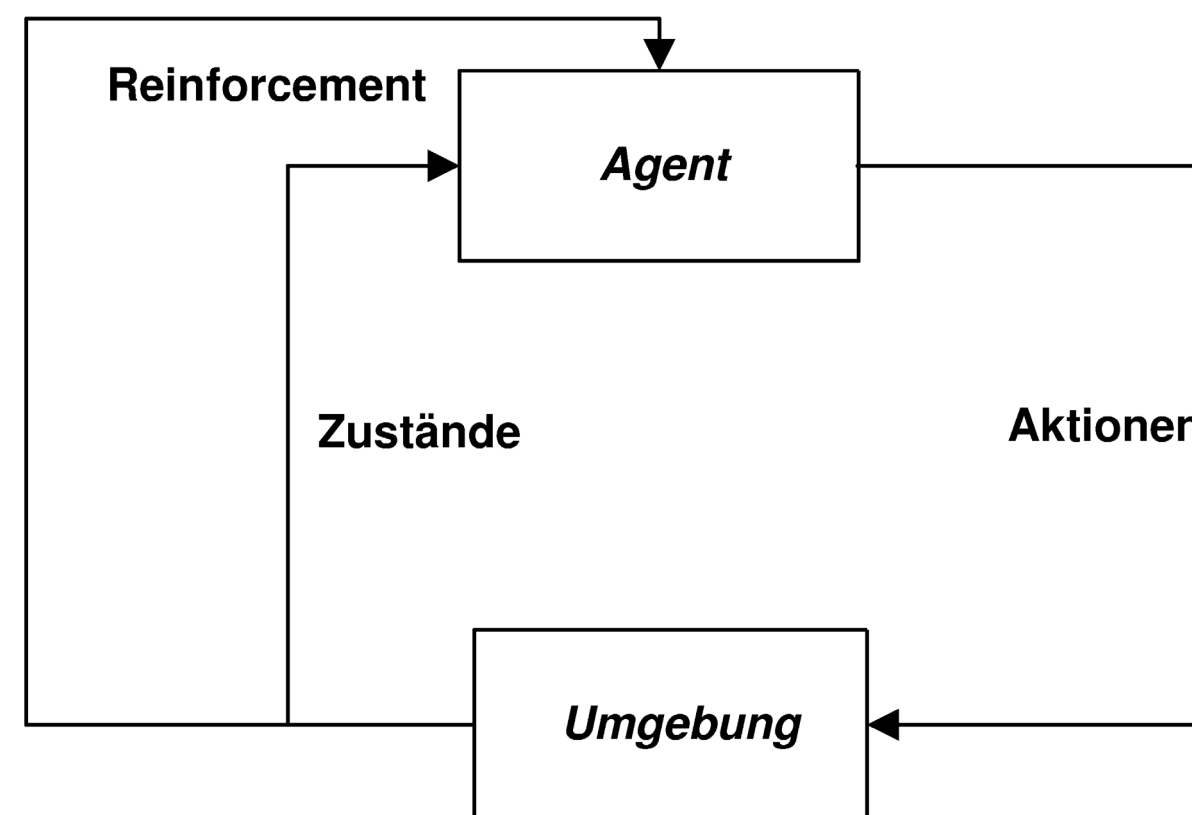 Reinforcement
Agent
Zustände
Aktionen
Umgebung